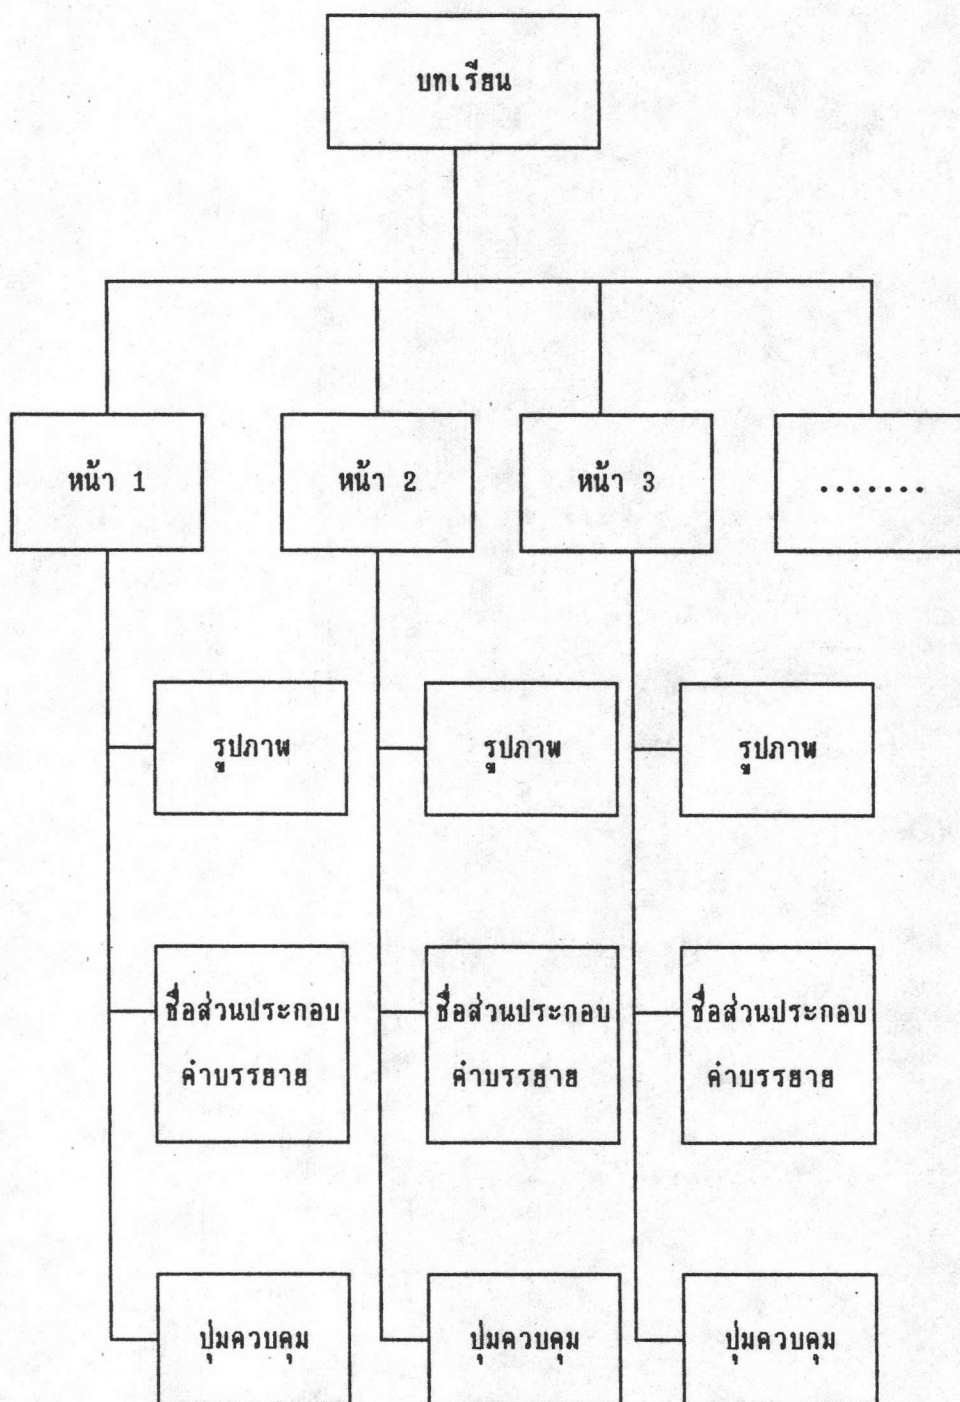 บทเรียน
หน้า 1
หน้า 2
หน้า 3
.......
รูปภาพ
รูปภาพ
รูปภาพ
ชื่อส่วนประกอบ
คำบรรยาย
ชื่อส่วนประกอบ
คำบรรยาย
ชื่อส่วนประกอบ
คำบรรยาย
ปุ่มควบคุม
ปุ่มควบคุม
ปุ่มควบคุม